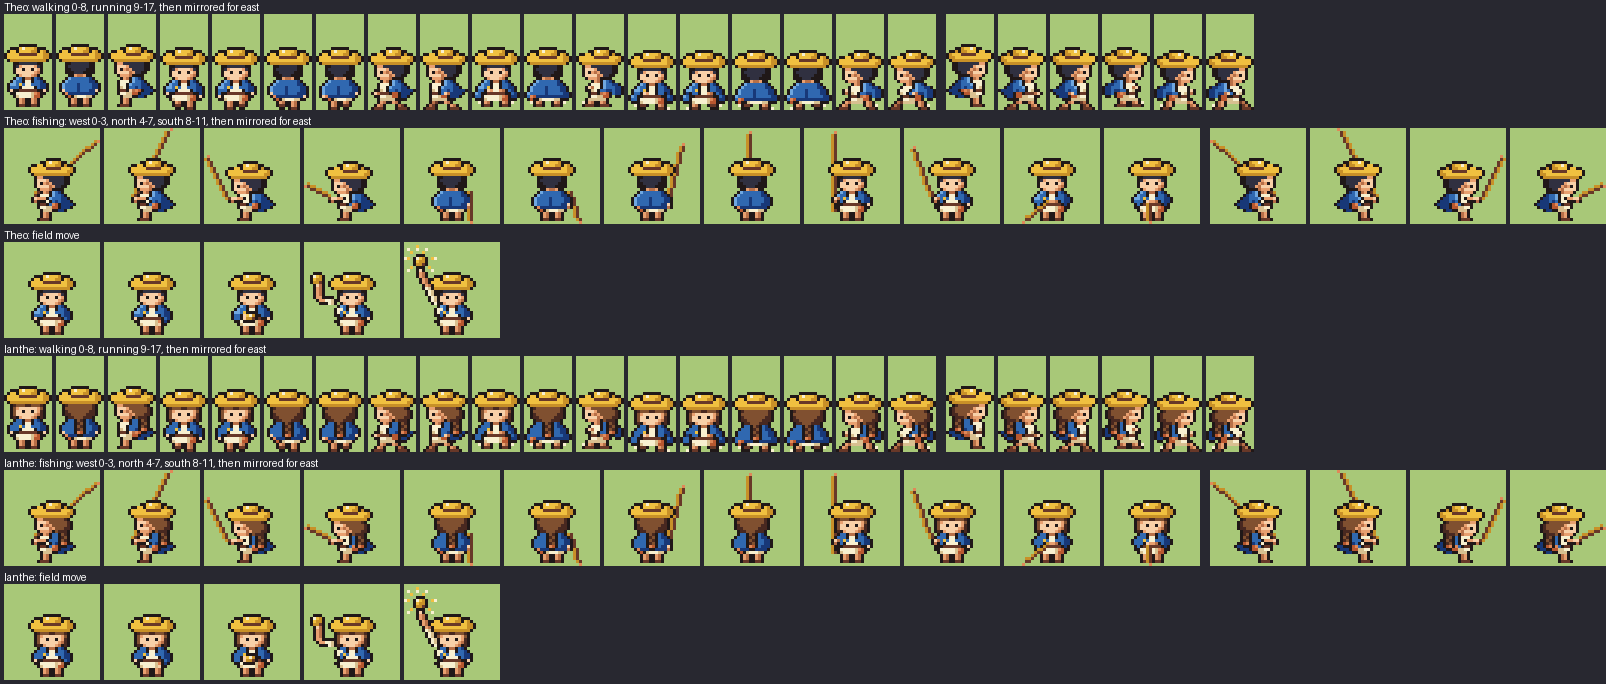 Theo: walking 0-8, running 9-17, then mirrored for east
Theo: fishing: west 0-3, north 4-7, south 8-11, then mirrored for east
Theo: field move
Ianthe: walking 0-8, running 9-17, then mirrored for east
Ianthe: fishing: west 0-3, north 4-7, south 8-11, then mirrored for east
Ianthe: field move